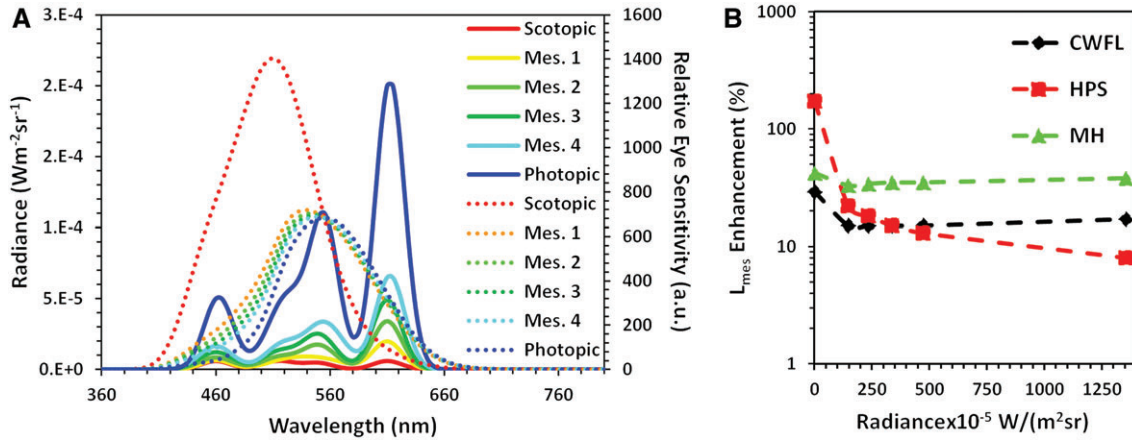 A
3.E-4
2.E-4
2.E-4
1.E-4
5.E-5
0.E+0
Radiance (Wm⁻²sr⁻¹)
360
460
560
660
760
Wavelength (nm)
Scotopic
Mes. 1
Mes. 2
Mes. 3
Mes. 4
Photopic
Scotopic
Mes. 1
Mes. 2
Mes. 3
Mes. 4
Photopic
1600
1400
1200
1000
800
600
400
200
0
Relative Eye Sensitivity (a.u.)
B
1000
100
10
1
Lmes Enhancement (%)
CWFL
HPS
MH
0
250
500
750
1000
1250
Radiancex10⁻⁵ W/(m²sr)